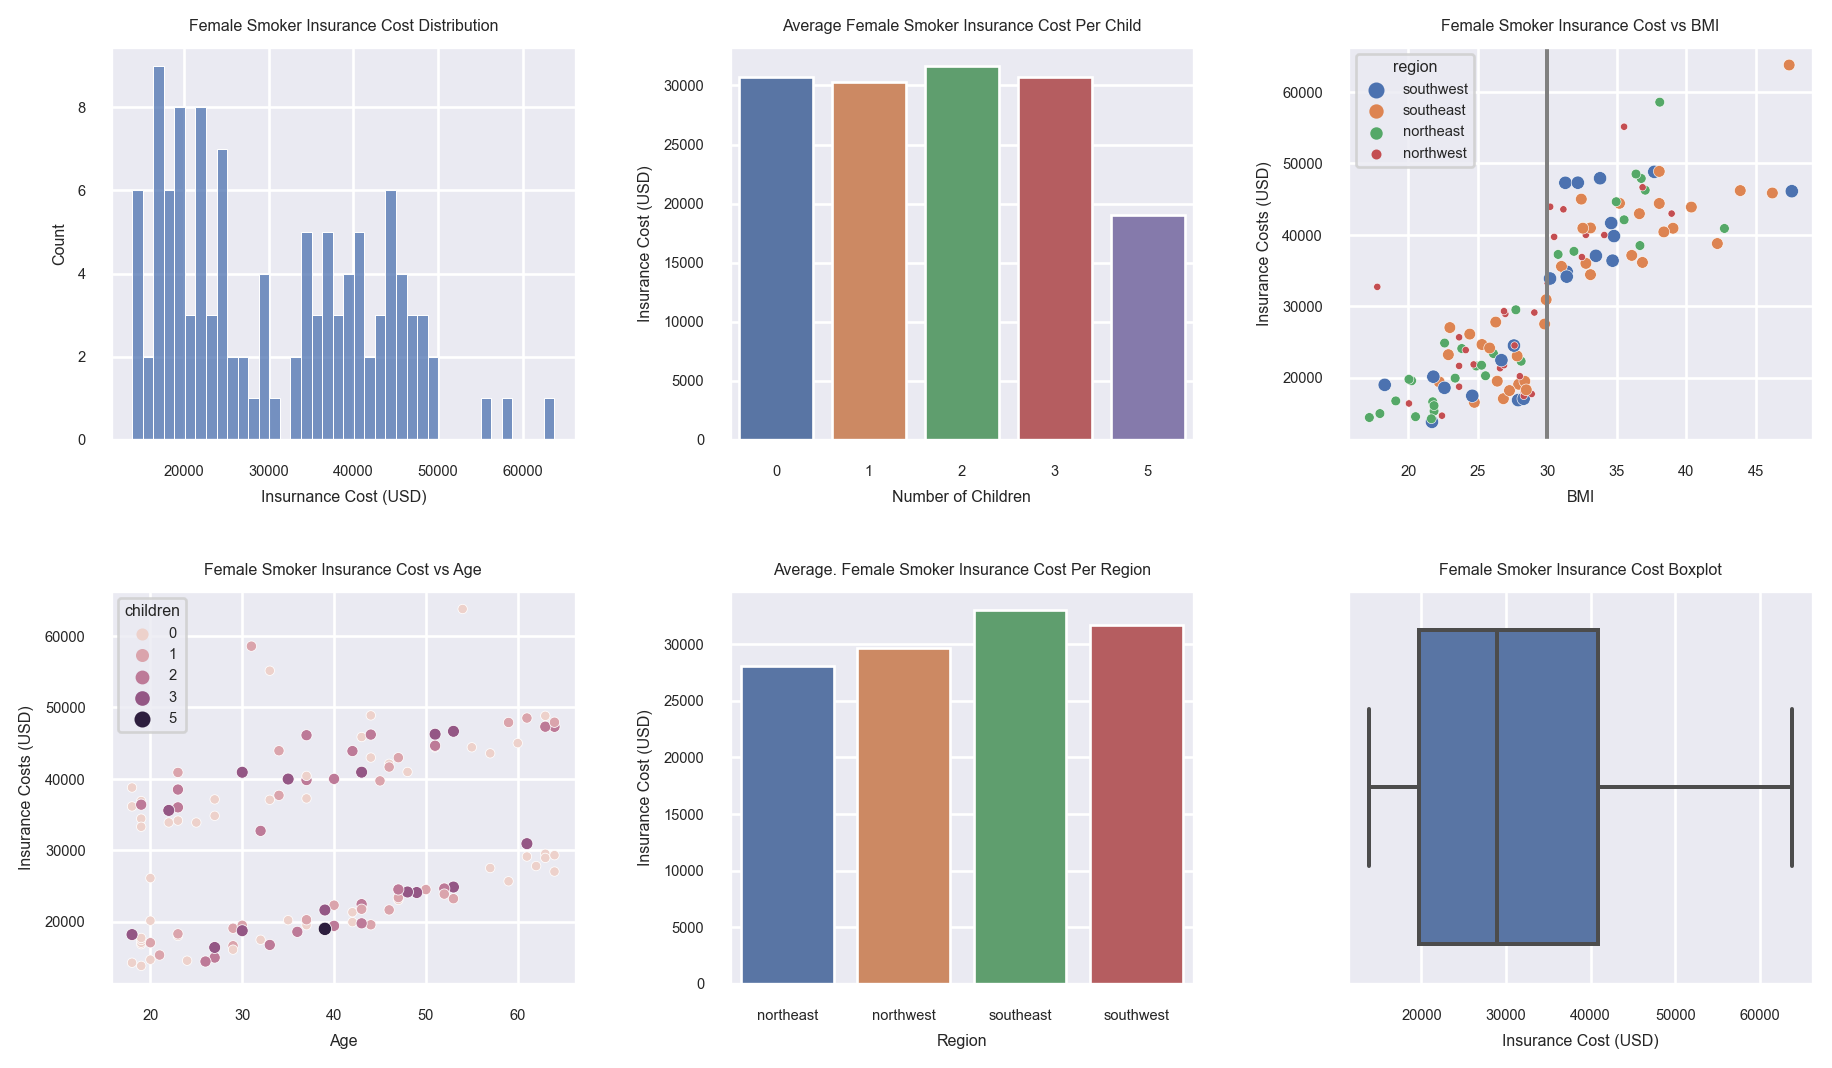 Female Smoker Insurance Cost Distribution
Count
8
6
4
2
0
20000 30000 40000 50000 60000
Insurnance Cost (USD)
Average Female Smoker Insurance Cost Per Child
Insurance Cost (USD)
30000
25000
20000
15000
10000
5000
0
0 1 2 3 5
Number of Children
Female Smoker Insurance Cost vs BMI
Insurance Costs (USD)
60000
50000
40000
30000
20000
region
southwest
southeast
northeast
northwest
20 25 30 35 40 45
BMI
Female Smoker Insurance Cost vs Age
Insurance Costs (USD)
60000
50000
40000
30000
20000
children
0
1
2
3
5
20 30 40 50 60
Age
Average. Female Smoker Insurance Cost Per Region
Insurance Cost (USD)
30000
25000
20000
15000
10000
5000
0
northeast northwest southeast southwest
Region
Female Smoker Insurance Cost Boxplot
20000 30000 40000 50000 60000
Insurance Cost (USD)